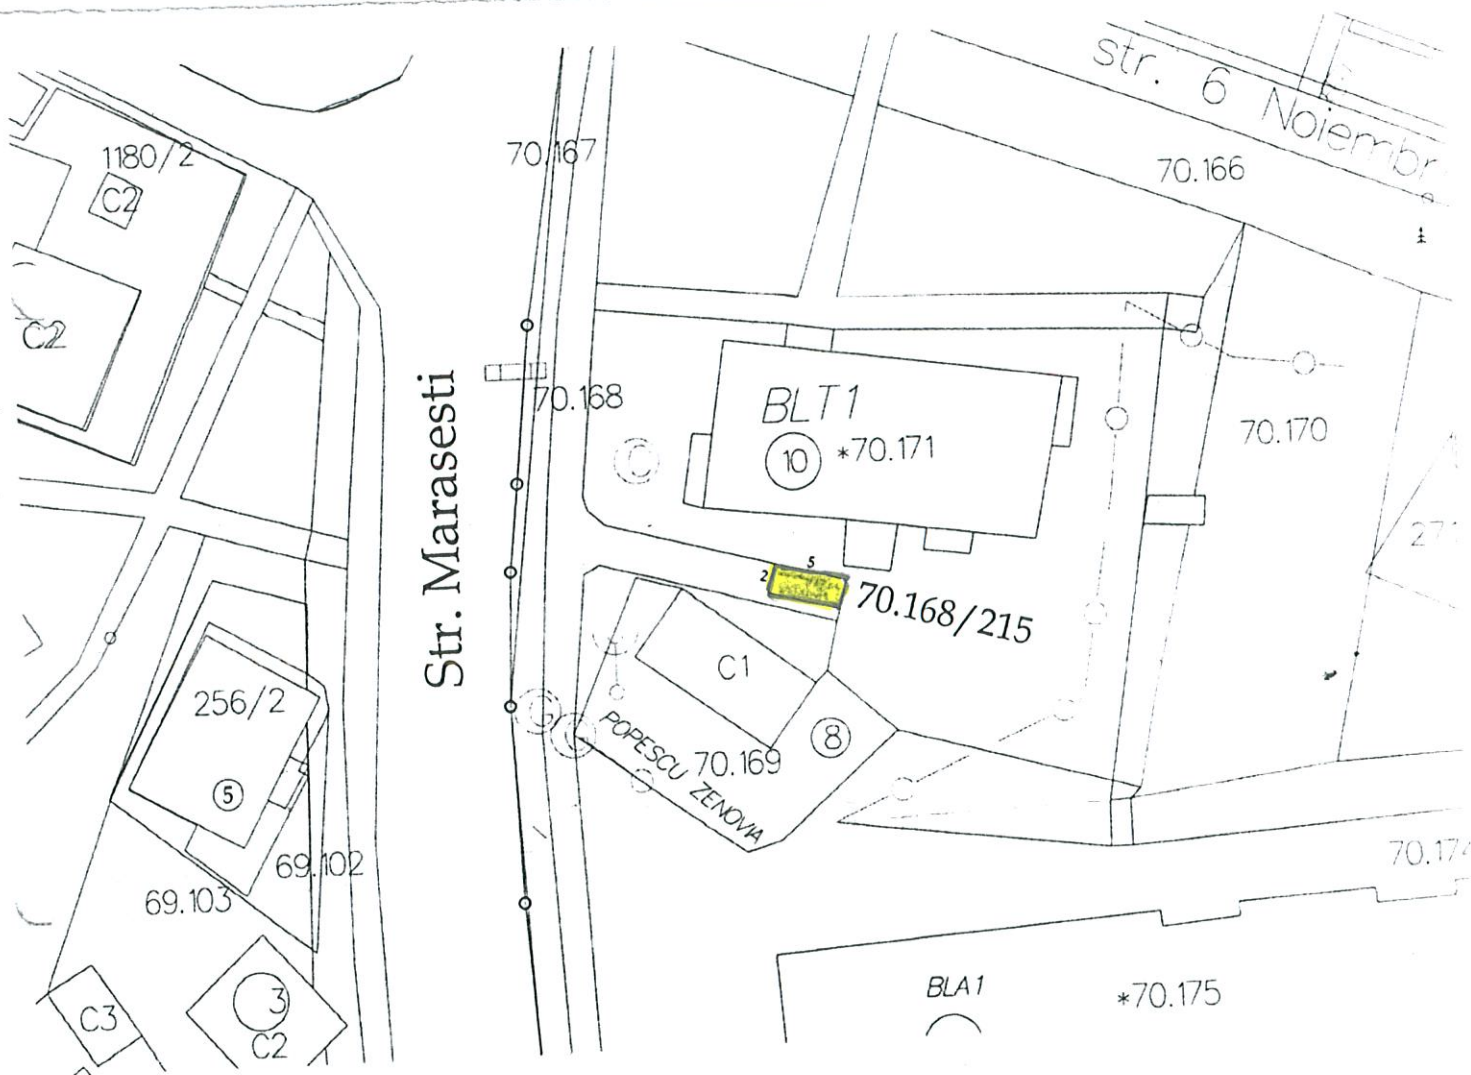 str. 6 Noiembr
1180/2
C2
70.167
70.166
C2
Str. Marasesti
70.168
BLT1
10
*70.171
70.170
5
2
70.168/215
C1
256/2
8
POPESCU ZENOVIA
70.169
5
69.102
69.103
70.174
3
C2
C3
BLA1
*70.175